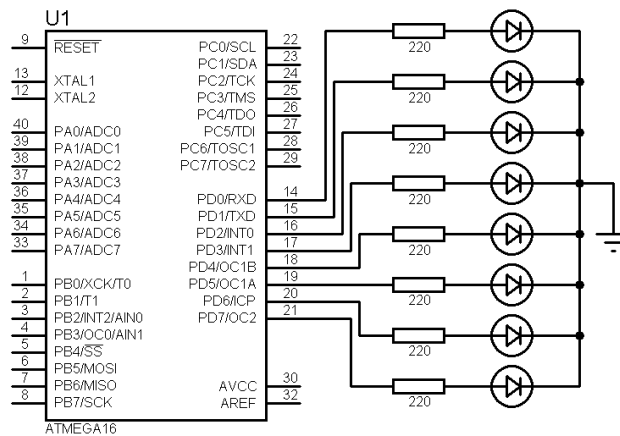 U1
9 RESET PC0/SCL 22
PC1/SDA 23
13 XTAL1 PC2/TCK 24
12 XTAL2 PC3/TMS 25
PC4/TDO 26
40 PA0/ADC0 PC5/TDI 27
39 PA1/ADC1 PC6/TOSC1 28
38 PA2/ADC2 PC7/TOSC2 29
37 PA3/ADC3
36 PA4/ADC4 PD0/RXD 14
35 PA5/ADC5 PD1/TXD 15
34 PA6/ADC6 PD2/INT0 16
33 PA7/ADC7 PD3/INT1 17
PD4/OC1B 18
1 PB0/XCK/T0 PD5/OC1A 19
2 PB1/T1 PD6/ICP 20
3 PB2/INT2/AIN0 PD7/OC2 21
4 PB3/OC0/AIN1
5 PB4/SS
6 PB5/MOSI
7 PB6/MISO AVCC 30
8 PB7/SCK AREF 32
ATMEGA16
220
220
220
220
220
220
220
220